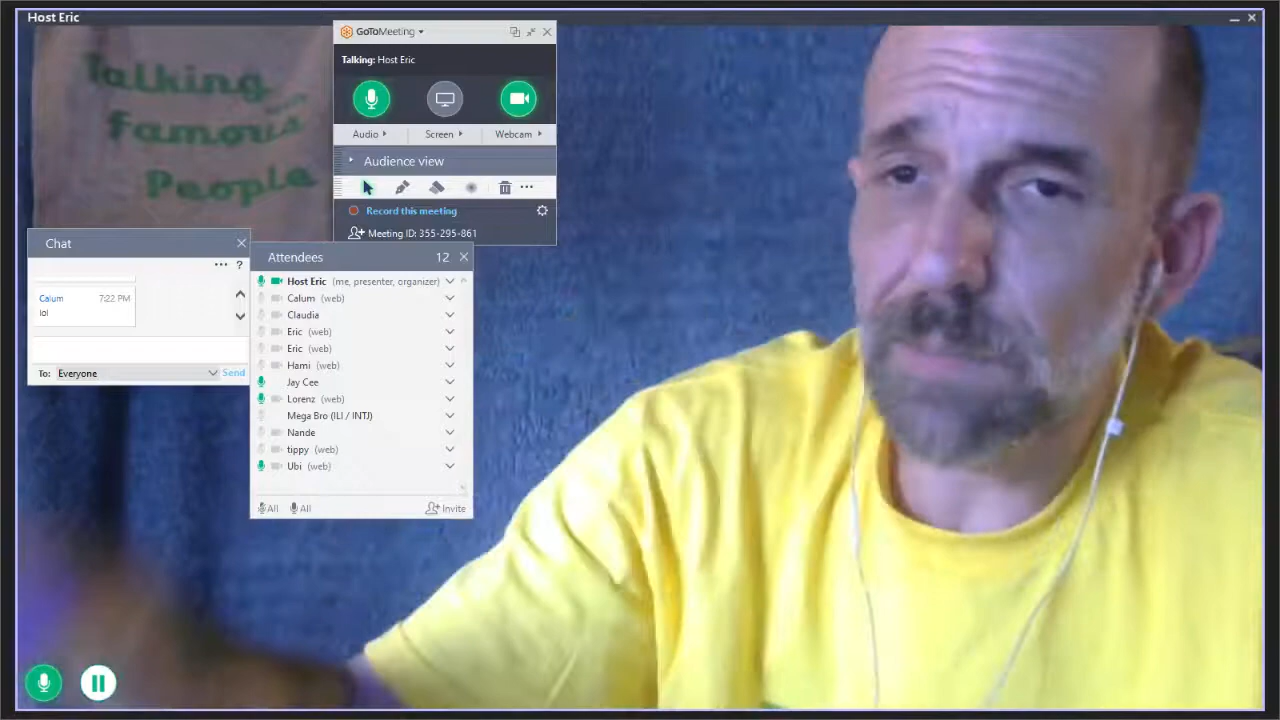 Host Eric
Talking
famous
People
GoToMeeting
Talking: Host Eric
Audio
Screen
Webcam
Audience view
Record this meeting
Meeting ID: 355-295-861
Chat
?
Calum 7:22 PM
lol
To: Everyone
Send
Attendees 12
Host Eric (me, presenter, organizer)
Calum (web)
Claudia
Eric (web)
Eric (web)
Hami (web)
Jay Cee
Lorenz (web)
Mega Bro (ILI / INTJ)
Nande
tippy (web)
Ubi (web)
All
All
Invite